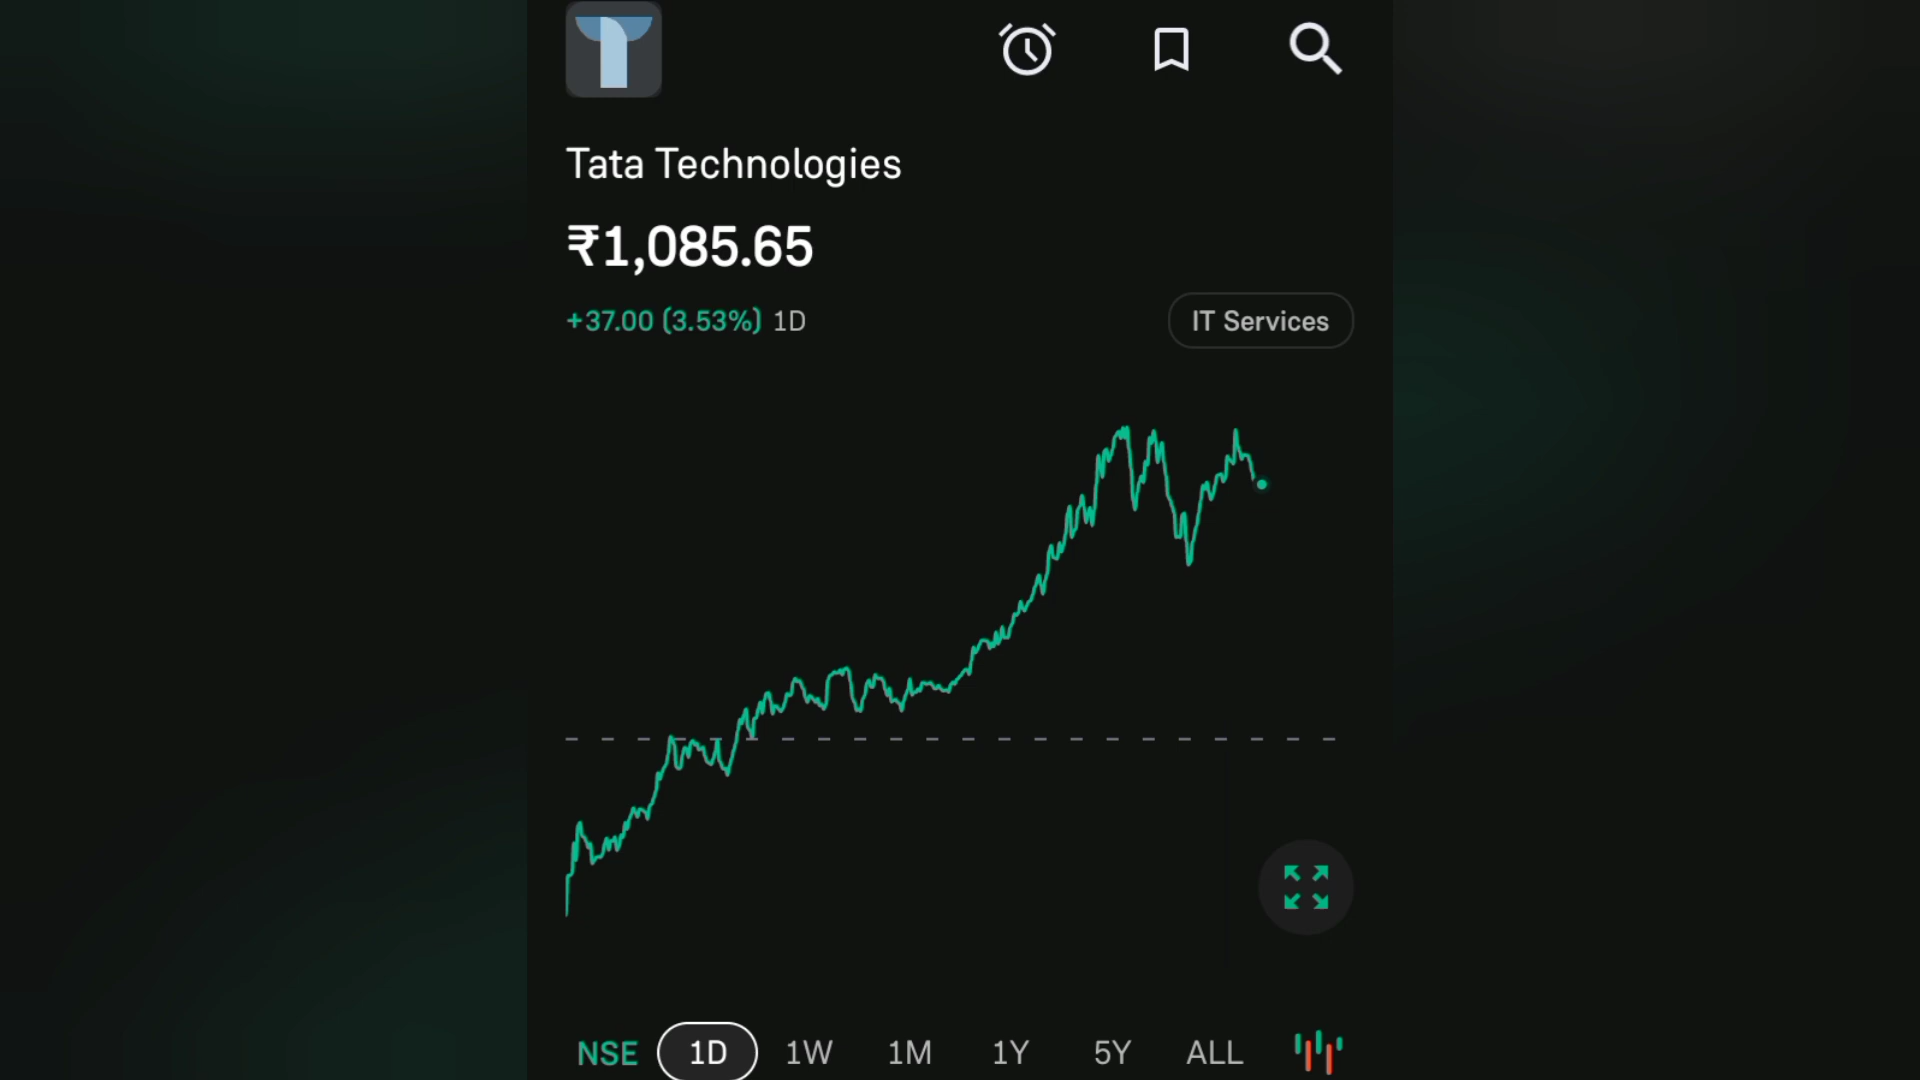 Tata Technologies
₹1,085.65
+37.00 (3.53%) 1D
IT Services
NSE 1D 1W 1M 1Y 5Y ALL